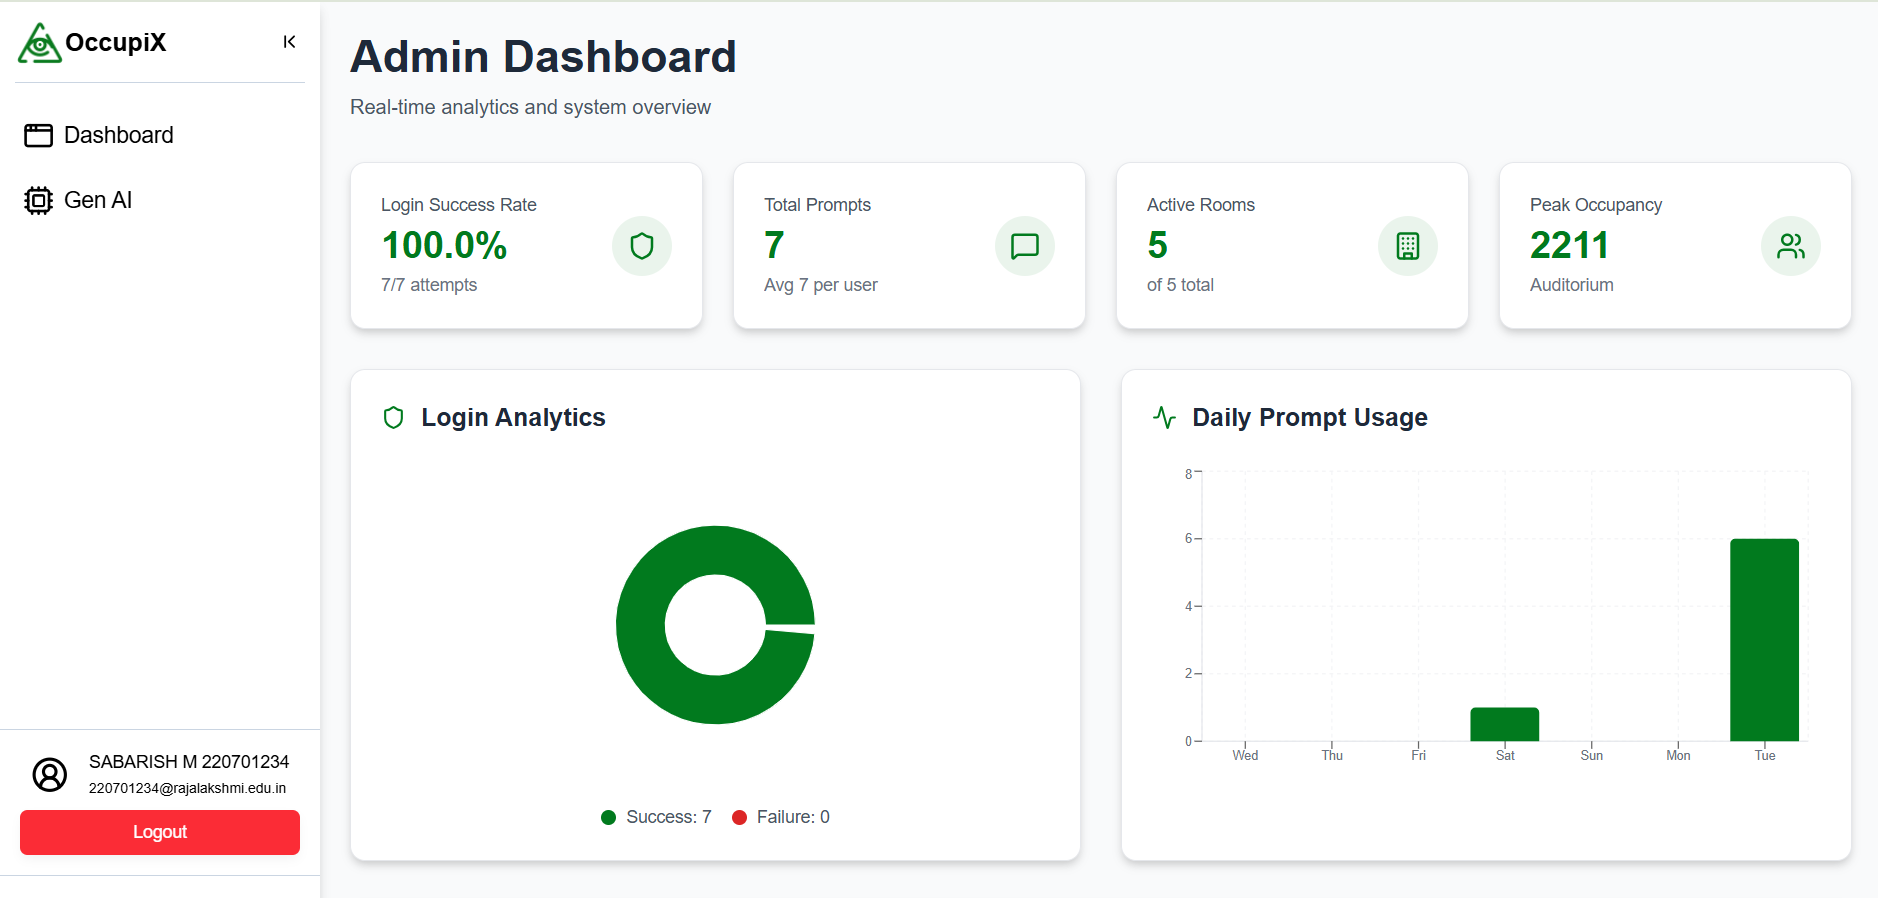 OccupiX
Dashboard
Gen AI
SABARISH M 220701234
220701234@rajalakshmi.edu.in
Logout
Admin Dashboard
Real-time analytics and system overview
Login Success Rate
100.0%
7/7 attempts
Total Prompts
7
Avg 7 per user
Active Rooms
5
of 5 total
Peak Occupancy
2211
Auditorium
Login Analytics
Success: 7
Failure: 0
Daily Prompt Usage
8
6
4
2
0
Wed Thu Fri Sat Sun Mon Tue